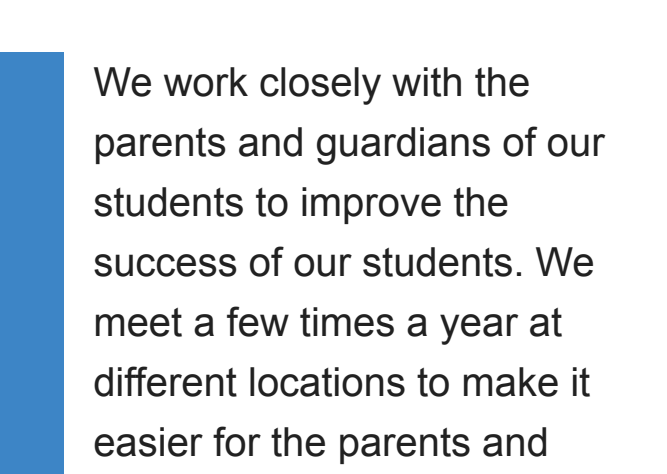 We work closely with the
parents and guardians of our
students to improve the
success of our students. We
meet a few times a year at
different locations to make it
easier for the parents and